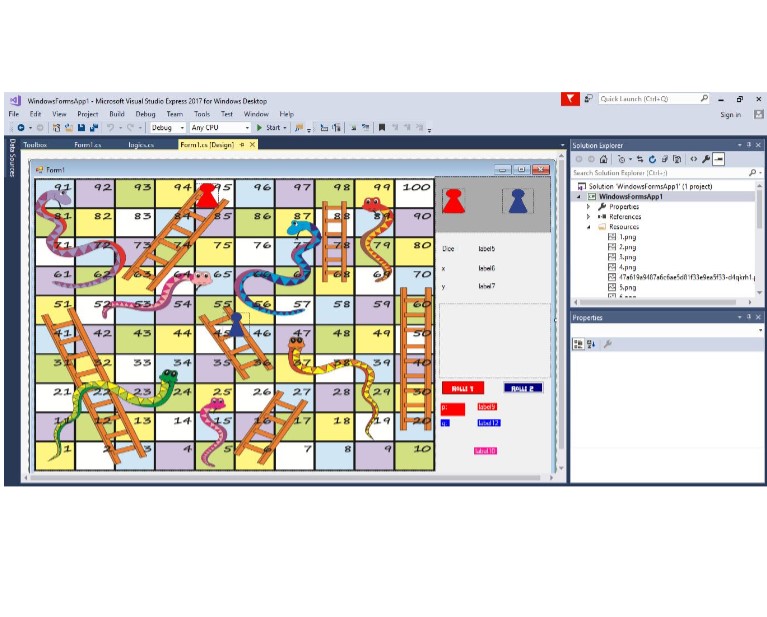 WindowsFormsApp1 - Microsoft Visual Studio Express 2017 for Windows Desktop
Quick Launch (Ctrl+Q)
File Edit View Project Build Debug Team Tools Test Window Help
Sign in
Debug Any CPU Start
Data Sources
Toolbox Form1.cs logics.cs Form1.cs [Design]
Form1
91 92 93 94 95 96 97 98 99 100
81 82 83 84 85 86 87 88 89 90
71 72 73 74 75 76 77 78 79 80
61 62 63 64 65 66 67 68 69 70
51 52 53 54 55 56 57 58 59 60
41 42 43 44 45 46 47 48 49 50
31 32 33 34 35 36 37 38 39 40
21 22 23 24 25 26 27 28 29 30
11 12 13 14 15 16 17 18 19 20
1 2 3 4 5 6 7 8 9 10
Dice label5
x label6
y label7
ROLL 1 ROLL 2
p:
label12
label10
Solution Explorer
Search Solution Explorer (Ctrl+)
Solution 'WindowsFormsApp1' (1 project)
WindowsFormsApp1
Properties
References
Resources
1.png
2.png
3.png
4.png
5.png
6.png
Properties